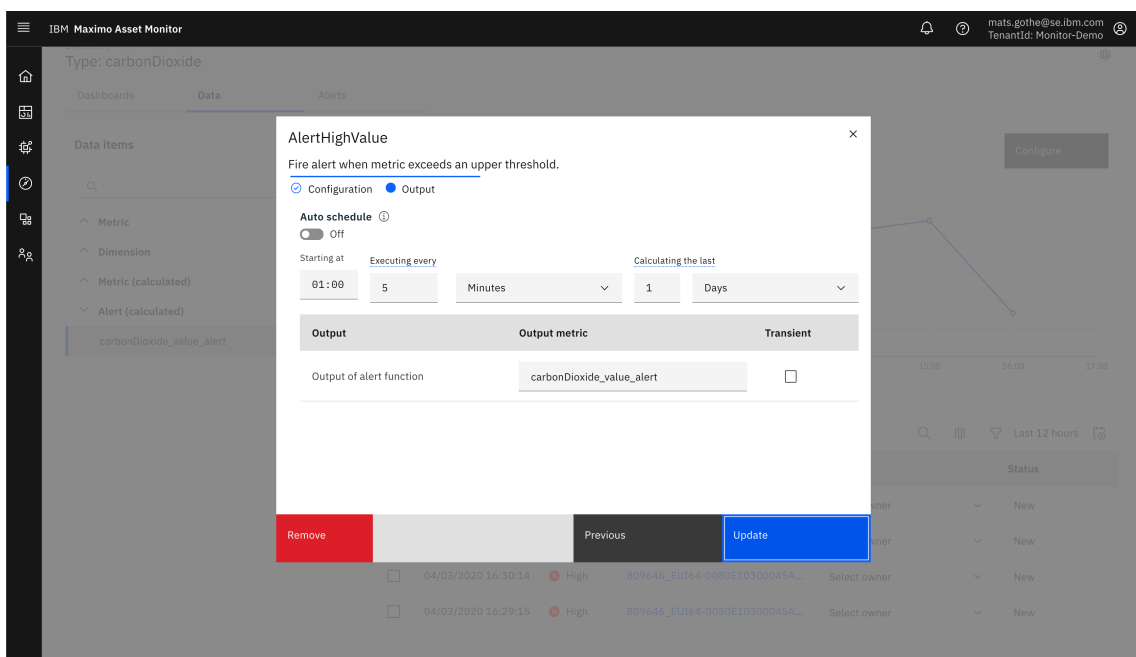 IBM Maximo Asset Monitor
mats.gothe@se.ibm.com
TenantId: Monitor-Demo
Type: carbonDioxide
Dashboards Data Alerts
Data items
Configure
Metric
Dimension
Metric (calculated)
Alert (calculated)
carbonDioxide_value_alert
AlertHighValue
Fire alert when metric exceeds an upper threshold.
Configuration Output
Auto schedule
Off
Starting at Executing every Calculating the last
01:00 5 Minutes 1 Days
Output Output metric Transient
Output of alert function carbonDioxide_value_alert
15:00 16:00 17:00
Last 12 hours
Status
New
New
Remove Previous Update
04/03/2020 16:30:14 High 809646_EUI64-0080E10300045A... Select owner New
04/03/2020 16:29:15 High 809646_EUI64-0080E10300045A... Select owner New